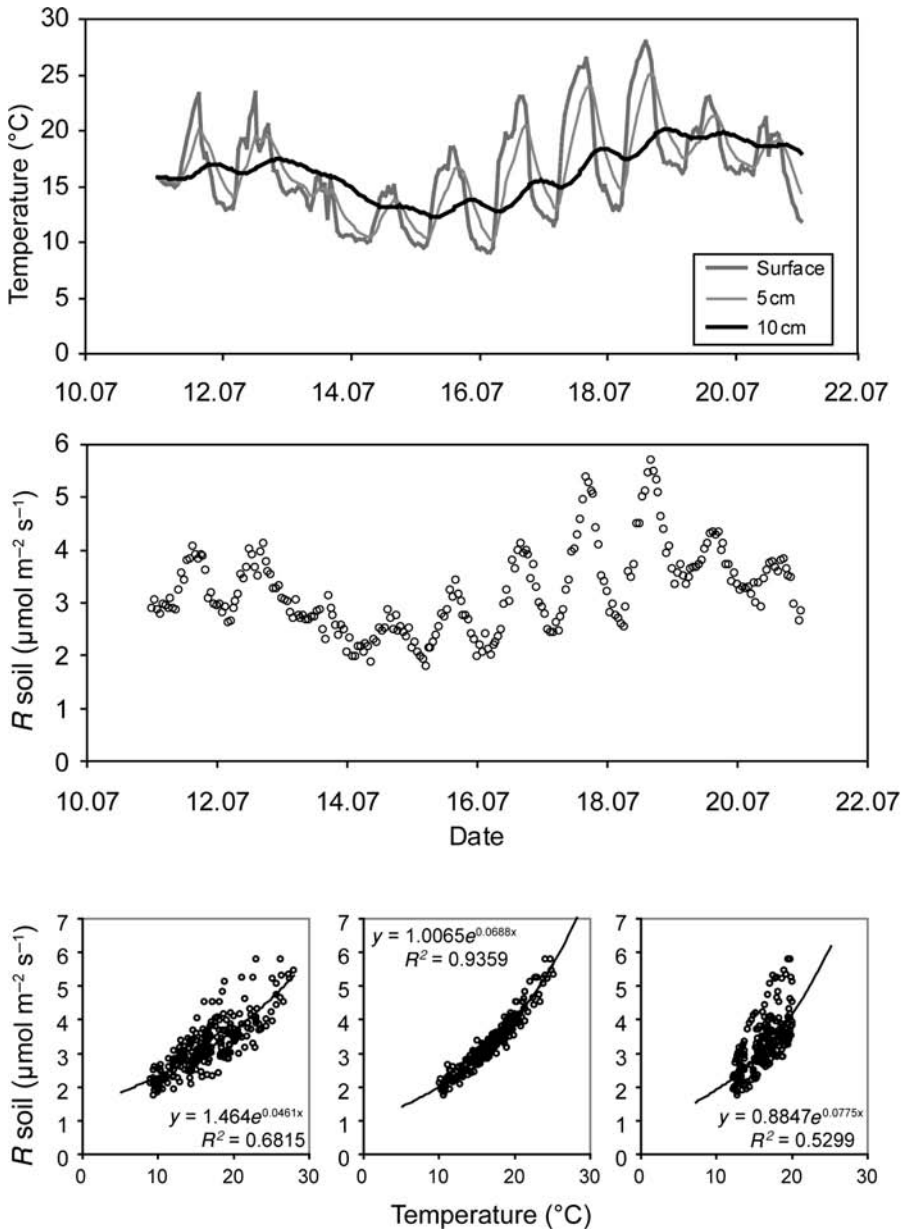 30
25
20
15
10
5
0
Temperature (°C)
Surface
5 cm
10 cm
10.07 12.07 14.07 16.07 18.07 20.07 22.07
6
5
4
3
2
1
0
R soil (µmol m⁻² s⁻¹)
10.07 12.07 14.07 16.07 18.07 20.07 22.07
Date
7
6
5
4
3
2
1
0
R soil (µmol m⁻² s⁻¹)
y = 1.464e^0.0461x
R² = 0.6815
0 10 20 30
7
6
5
4
3
2
1
0
y = 1.0065e^0.0688x
R² = 0.9359
0 10 20 30
7
6
5
4
3
2
1
0
y = 0.8847e^0.0775x
R² = 0.5299
0 10 20 30
Temperature (°C)